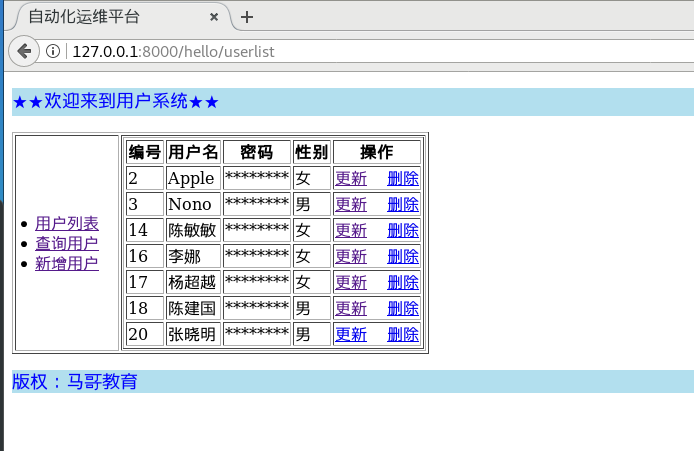 自动化运维平台
127.0.0.1:8000/hello/userlist
★★欢迎来到用户系统★★
用户列表
查询用户
新增用户
编号 用户名 密码 性别 操作
2 Apple ******** 女 更新 删除
3 Nono ******** 男 更新 删除
14 陈敏敏 ******** 女 更新 删除
16 李娜 ******** 女 更新 删除
17 杨超越 ******** 女 更新 删除
18 陈建国 ******** 男 更新 删除
20 张晓明 ******** 男 更新 删除
版权：马哥教育